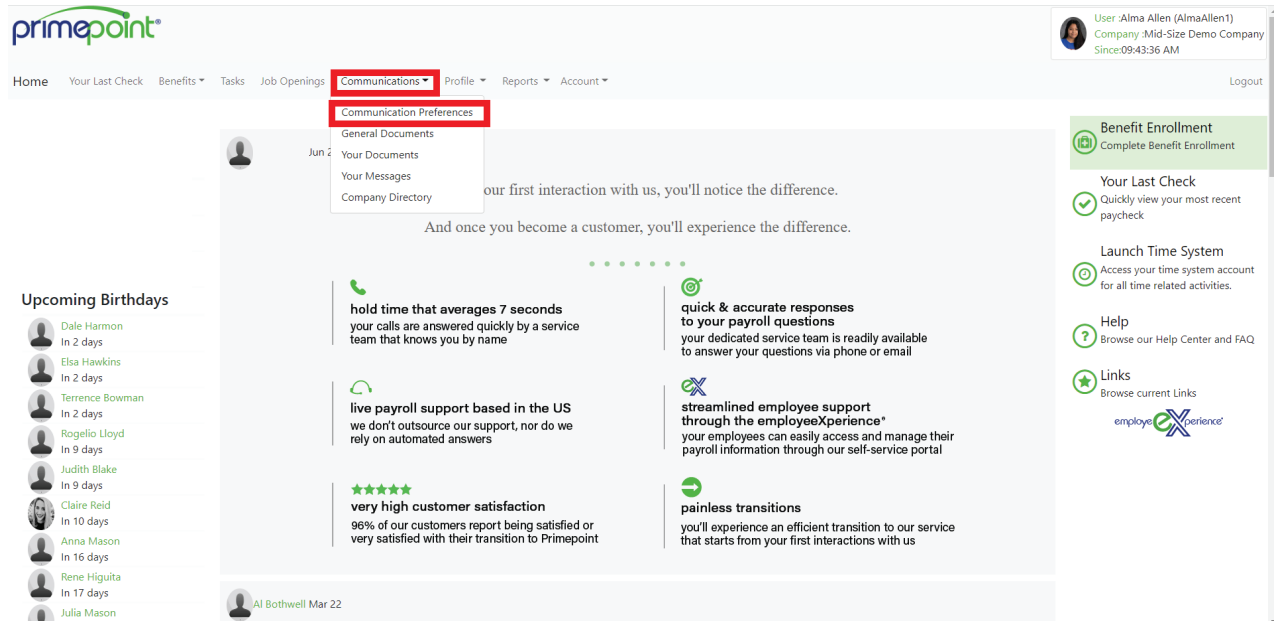 primepoint®
User :Alma Allen (AlmaAllen1)
Company :Mid-Size Demo Company
Since:09:43:36 AM
Home Your Last Check Benefits Tasks Job Openings Communications Profile Reports Account Logout
Communication Preferences
General Documents
Your Documents
Your Messages
Company Directory
Jun 2
our first interaction with us, you'll notice the difference.
And once you become a customer, you'll experience the difference.
hold time that averages 7 seconds
your calls are answered quickly by a service
team that knows you by name
quick & accurate responses
to your payroll questions
your dedicated service team is readily available
to answer your questions via phone or email
live payroll support based in the US
we don't outsource our support, nor do we
rely on automated answers
eX
streamlined employee support
through the employeeXperience®
your employees can easily access and manage their
payroll information through our self-service portal
very high customer satisfaction
96% of our customers report being satisfied or
very satisfied with their transition to Primepoint
painless transitions
you'll experience an efficient transition to our service
that starts from your first interactions with us
Al Bothwell Mar 22
Upcoming Birthdays
Dale Harmon
In 2 days
Elsa Hawkins
In 2 days
Terrence Bowman
In 2 days
Rogelio Lloyd
In 9 days
Judith Blake
In 9 days
Claire Reid
In 10 days
Anna Mason
In 16 days
Rene Higuita
In 17 days
Julia Mason
Benefit Enrollment
Complete Benefit Enrollment
Your Last Check
Quickly view your most recent
paycheck
Launch Time System
Access your time system account
for all time related activities.
Help
Browse our Help Center and FAQ
Links
Browse current Links
employeeXperience®